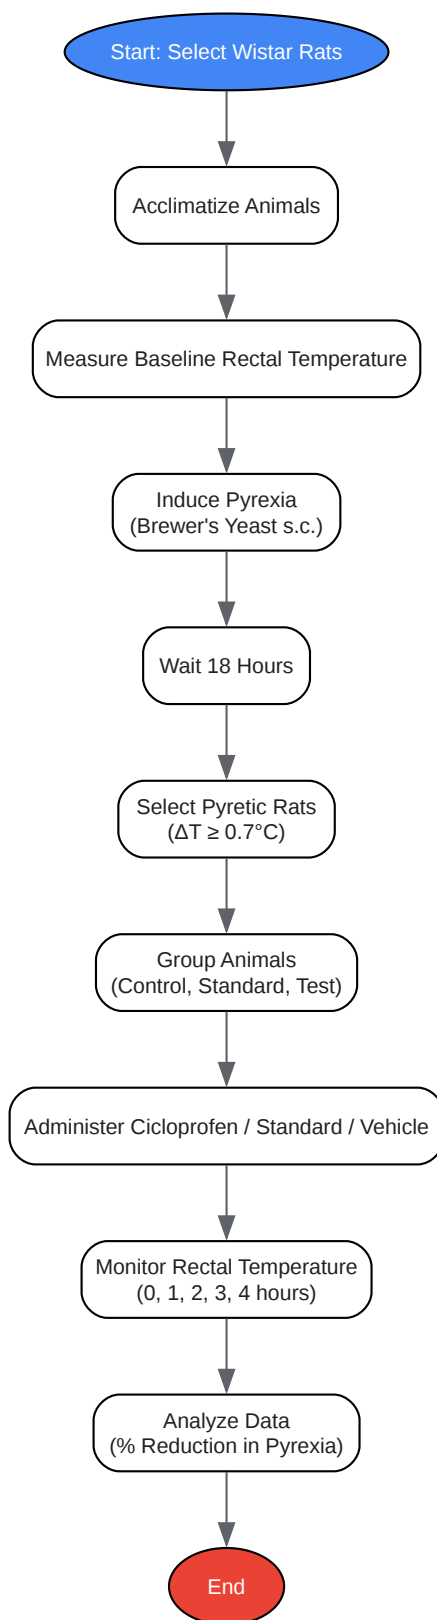 Start: Select Wistar Rats
Acclimatize Animals
Measure Baseline Rectal Temperature
Induce Pyrexia
(Brewer's Yeast s.c.)
Wait 18 Hours
Select Pyretic Rats
(ΔT ≥ 0.7°C)
Group Animals
(Control, Standard, Test)
Administer Cicloprofen / Standard / Vehicle
Monitor Rectal Temperature
(0, 1, 2, 3, 4 hours)
Analyze Data
(% Reduction in Pyrexia)
End